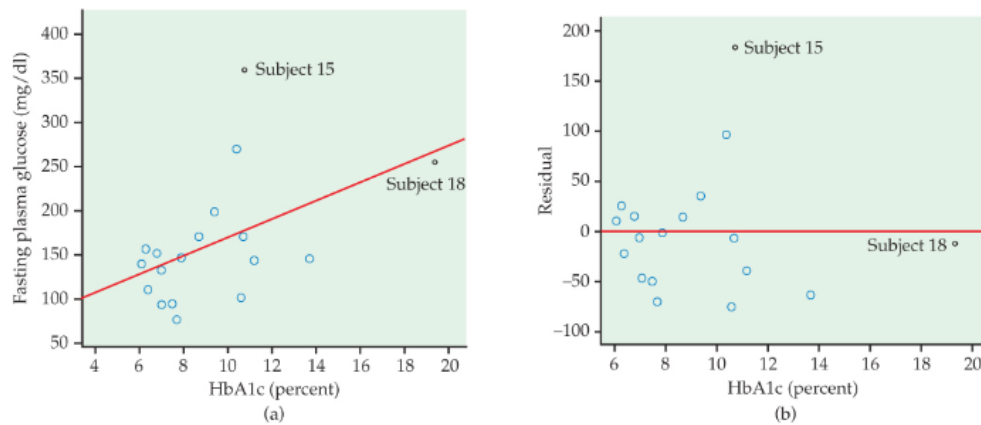 400
350
300
250
200
150
100
50
Fasting plasma glucose (mg/dl)
Subject 15
Subject 18
4 6 8 10 12 14 16 18 20
HbA1c (percent)
(a)
200
150
100
50
0
−50
−100
Residual
Subject 15
Subject 18
6 8 10 12 14 16 18 20
HbA1c (percent)
(b)